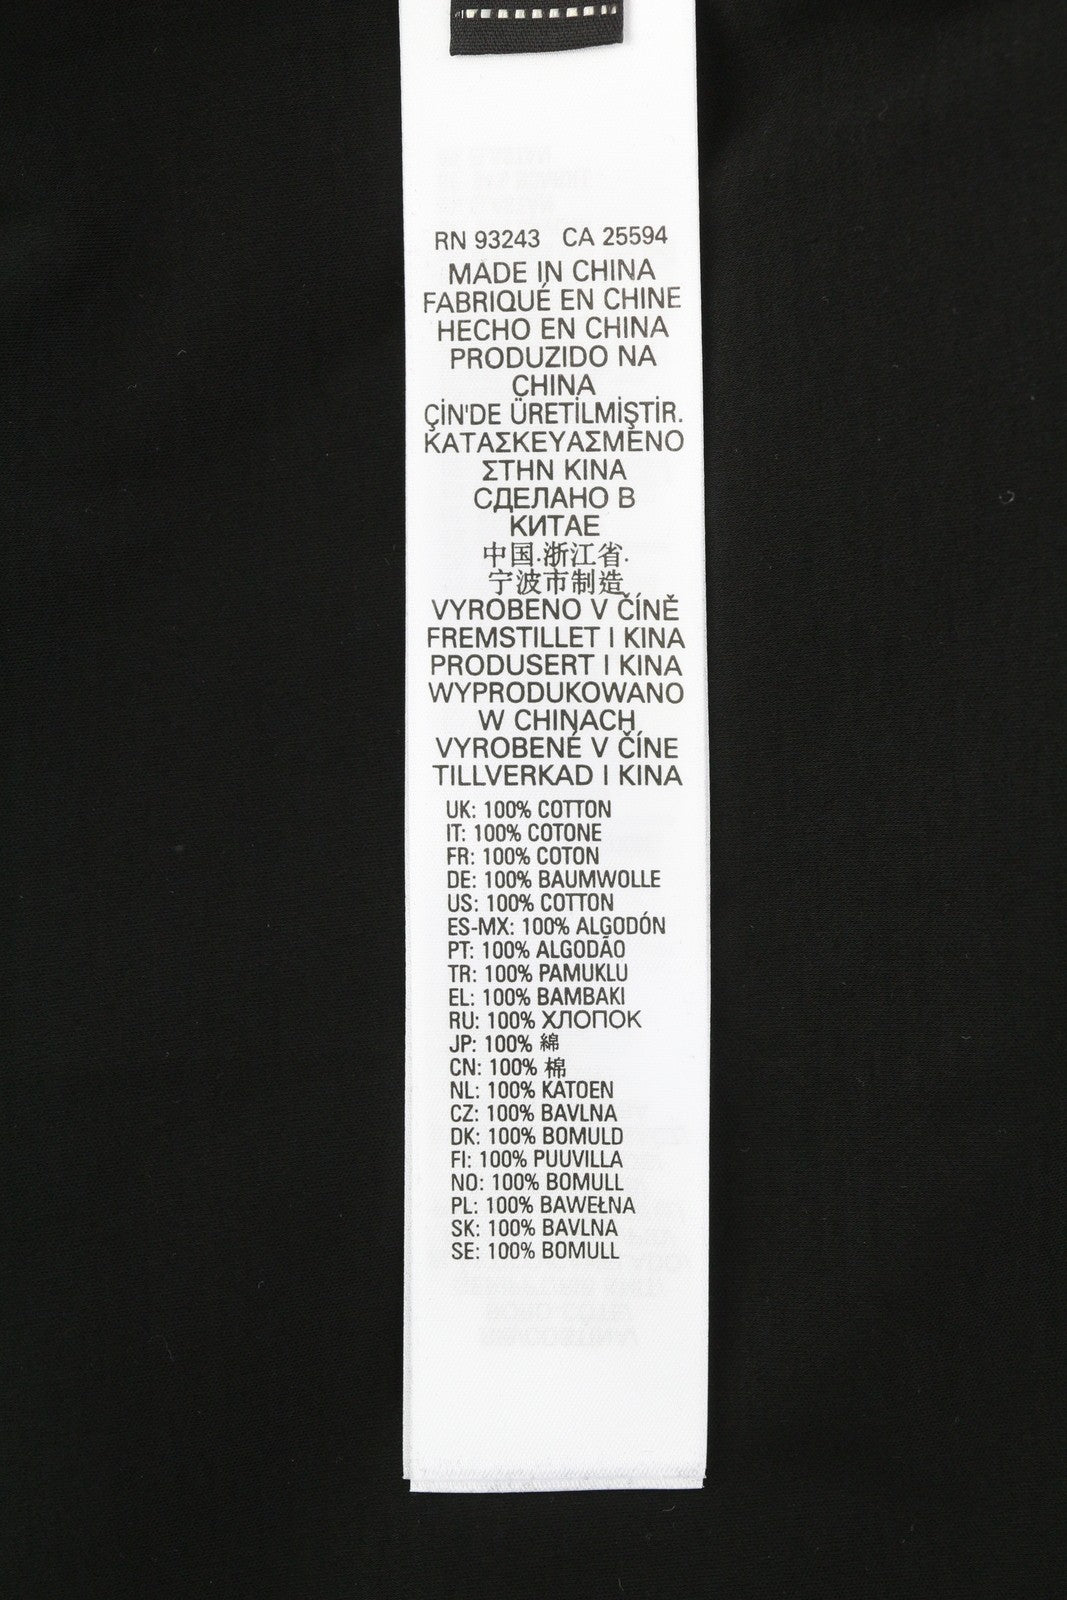 RN 93243 CA 25594
MADE IN CHINA
FABRIQUÉ EN CHINE
HECHO EN CHINA
PRODUZIDO NA
CHINA
ÇİN'DE ÜRETİLMİŞTİR.
ΚΑΤΑΣΚΕΥΑΣΜΕΝΟ
ΣΤΗΝ ΚΙΝΑ
СДЕЛАНО В
КИТАЕ
中国.浙江省.
宁波市制造
VYROBENO V ČÍNĚ
FREMSTILLET I KINA
PRODUSERT I KINA
WYPRODUKOWANO
W CHINACH
VYROBENÉ V ČÍNE
TILLVERKAD I KINA
UK: 100% COTTON
IT: 100% COTONE
FR: 100% COTON
DE: 100% BAUMWOLLE
US: 100% COTTON
ES-MX: 100% ALGODÓN
PT: 100% ALGODÃO
TR: 100% PAMUKLU
EL: 100% ΒΑΜΒΑΚΙ
RU: 100% ХЛОПОК
JP: 100% 綿
CN: 100% 棉
NL: 100% KATOEN
CZ: 100% BAVLNA
DK: 100% BOMULD
FI: 100% PUUVILLA
NO: 100% BOMULL
PL: 100% BAWEŁNA
SK: 100% BAVLNA
SE: 100% BOMULL